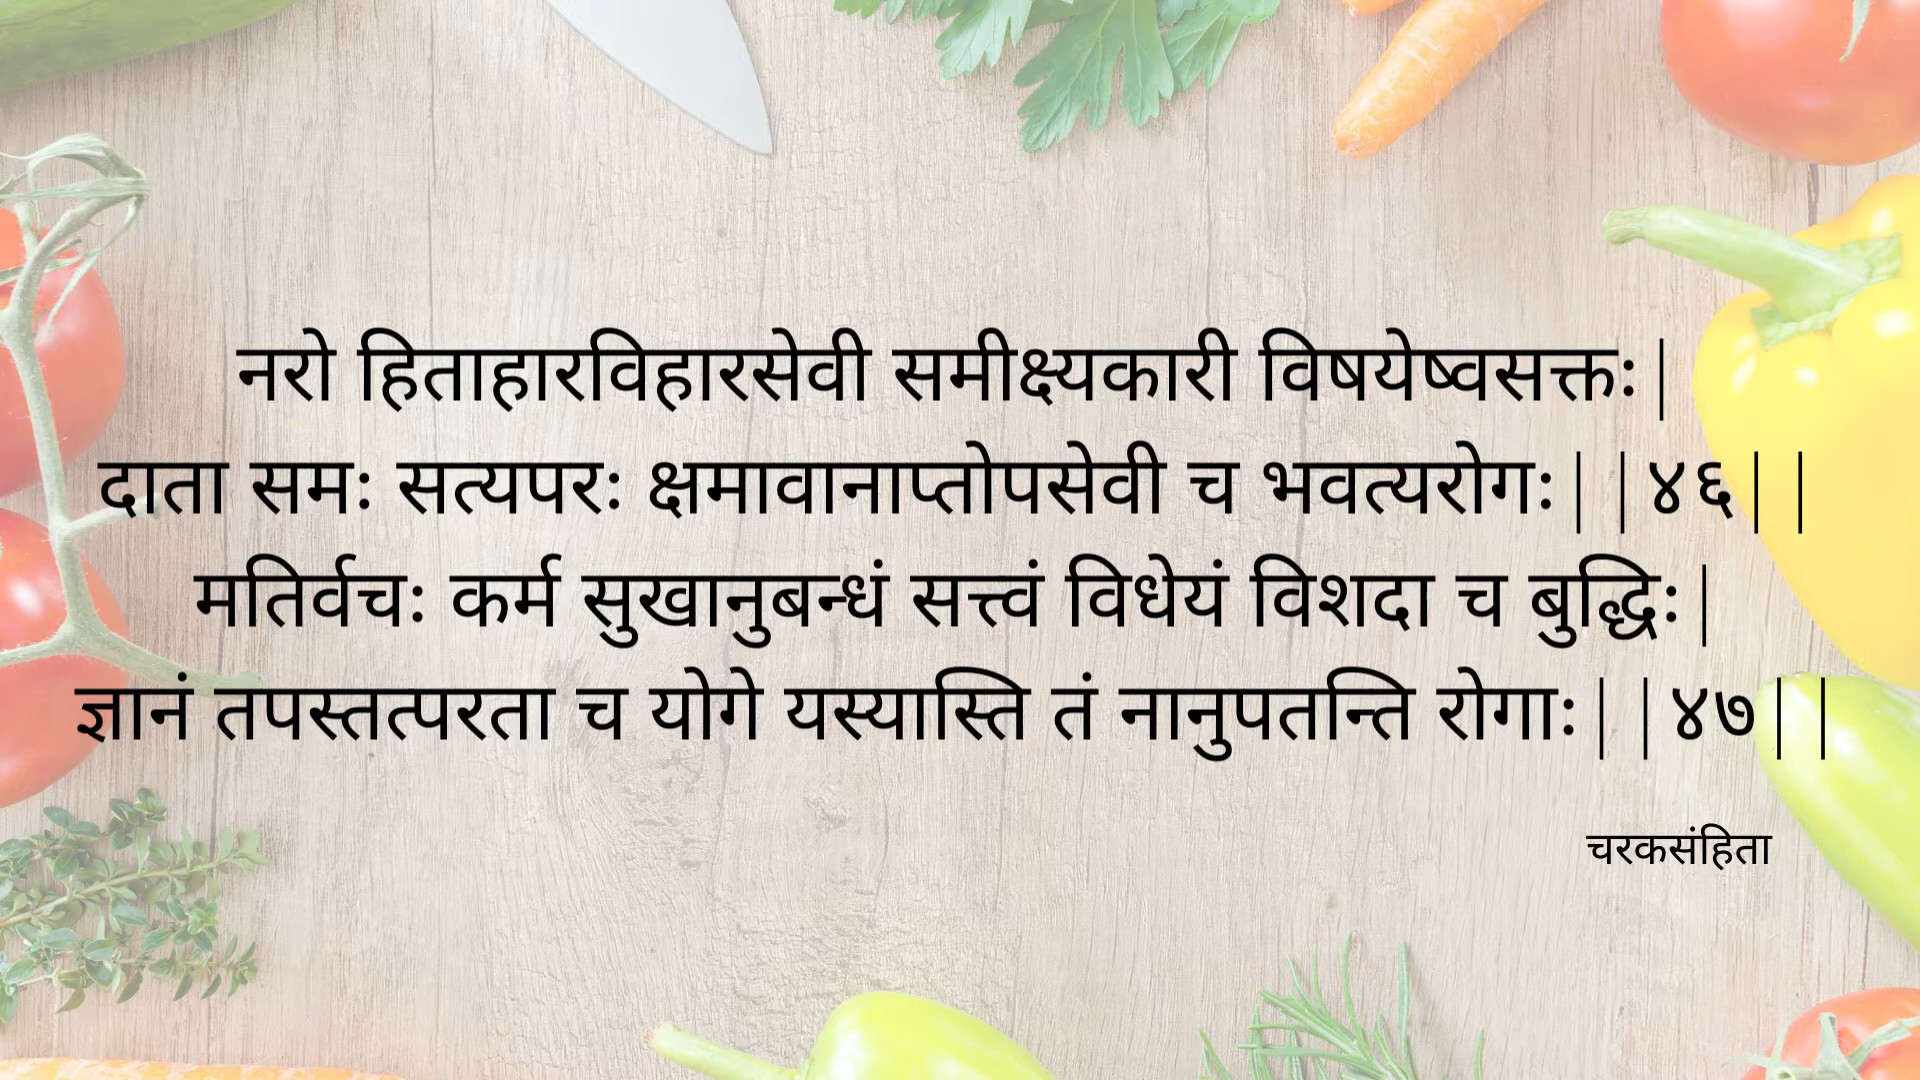 नरो हिताहारविहारसेवी समीक्ष्यकारी विषयेष्वसक्तः|
दाता समः सत्यपरः क्षमावानाप्तोपसेवी च भवत्यरोगः||४६||
मतिर्वचः कर्म सुखानुबन्धं सत्त्वं विधेयं विशदा च बुद्धिः|
ज्ञानं तपस्तत्परता च योगे यस्यास्ति तं नानुपतन्ति रोगाः||४७||
चरकसंहिता